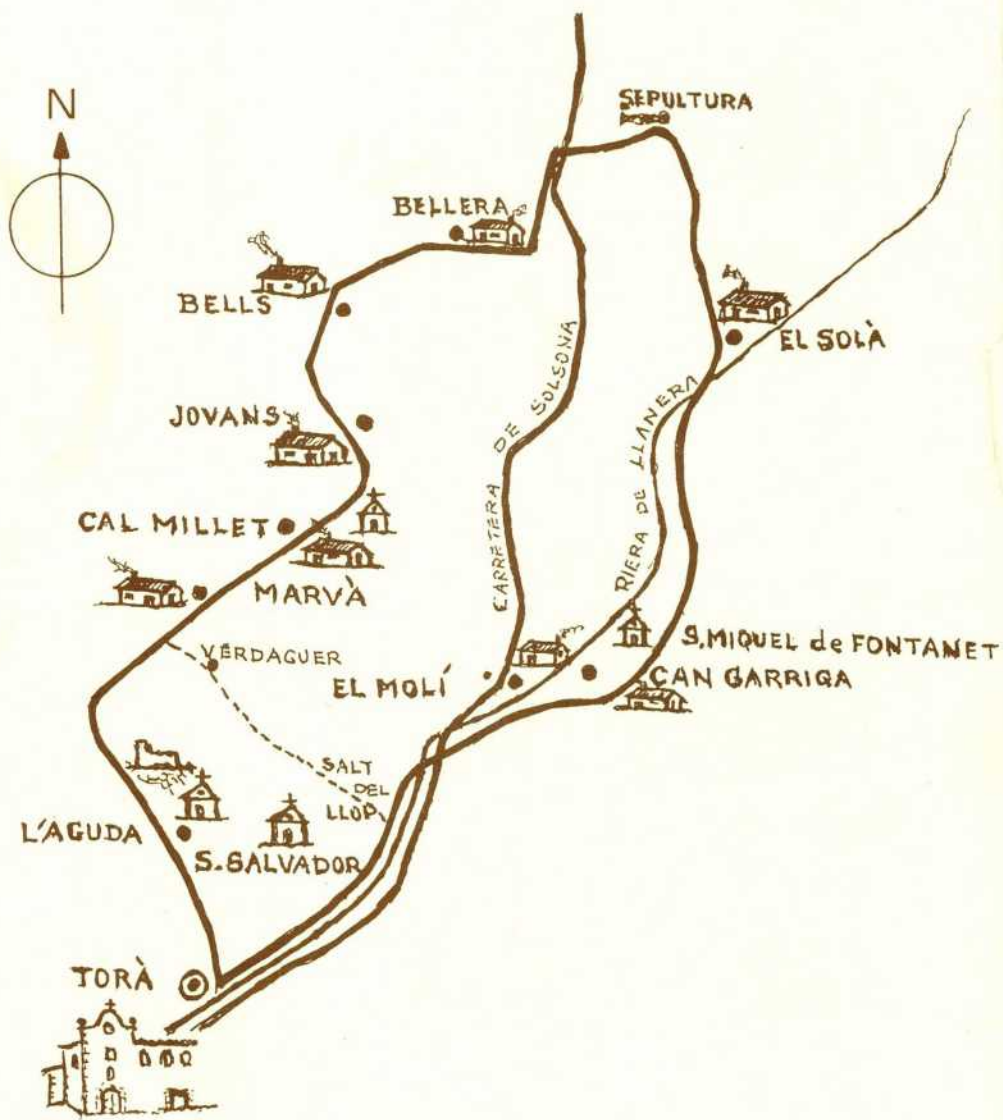 N
SEPULTURA
BELLERA
BELLS
EL SOLÀ
JOVANS
CARRETERA DE SOLSONA
RIERA DE LLANERA
CAL MILLET
MARVÀ
VERDAGUER
EL MOLÍ
S. MIQUEL de FONTANET
CAN GARRIGA
SALT
DEL
LLOP
L'AGUDA
S. SALVADOR
TORÀ